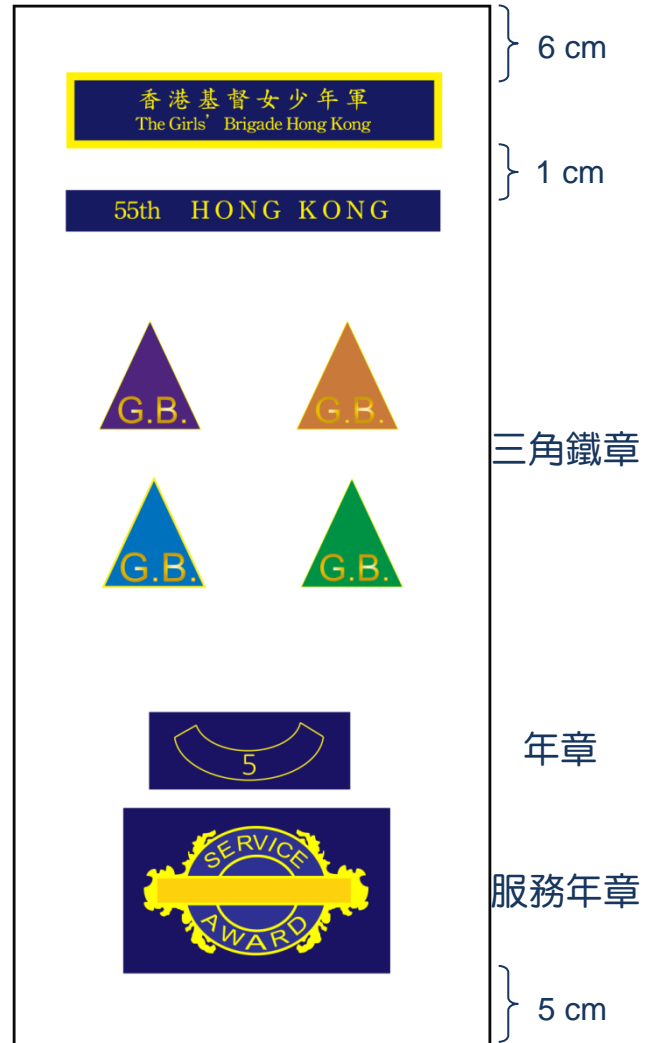 6 cm
香港基督女少年軍
The Girls' Brigade Hong Kong
1 cm
55th HONG KONG
G.B.
G.B.
三角鐵章
G.B.
G.B.
5
年章
SERVICE
AWARD
服務年章
5 cm